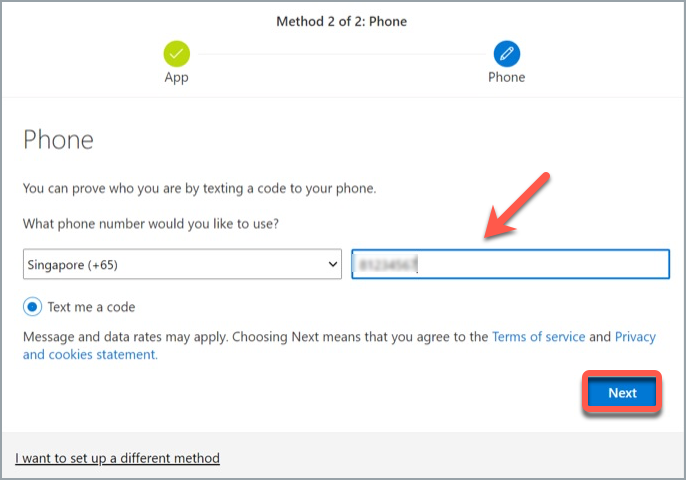 Method 2 of 2: Phone
App
Phone
Phone
You can prove who you are by texting a code to your phone.
What phone number would you like to use?
Singapore (+65)
Text me a code
Message and data rates may apply. Choosing Next means that you agree to the Terms of service and Privacy
and cookies statement.
Next
I want to set up a different method